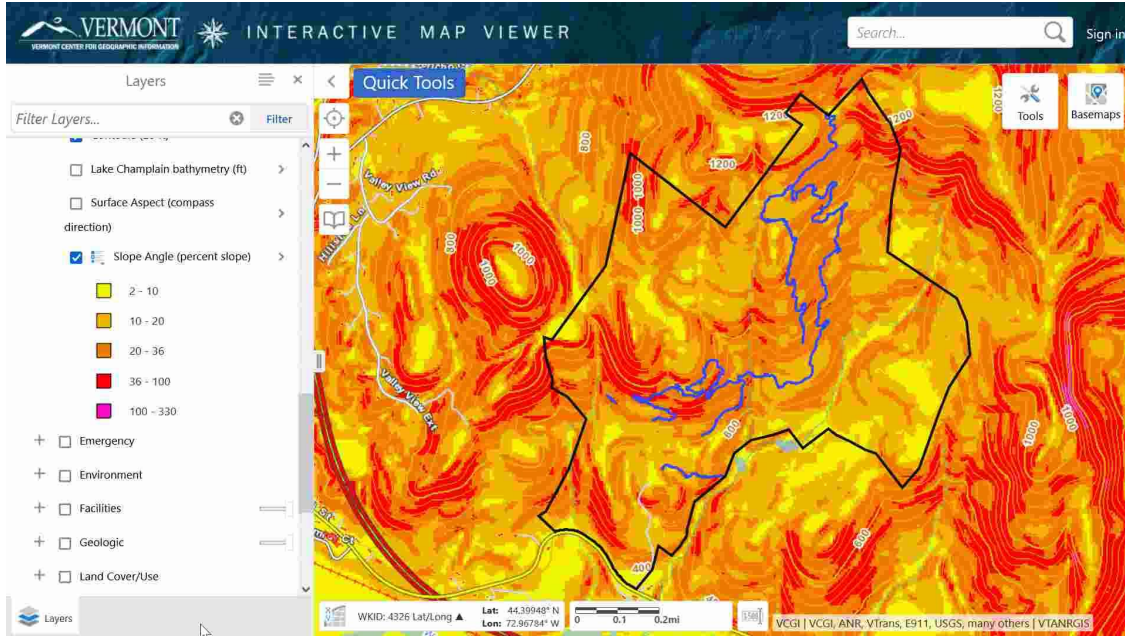 VERMONT
VERMONT CENTER FOR GEOGRAPHIC INFORMATION
INTERACTIVE MAP VIEWER
Search...
Sign in
Layers
Quick Tools
Filter Layers...
Filter
Tools
Basemaps
Lake Champlain bathymetry (ft)
Surface Aspect (compass
direction)
Slope Angle (percent slope)
2 - 10
10 - 20
20 - 36
36 - 100
100 - 330
Emergency
Environment
Facilities
Geologic
Land Cover/Use
Layers
1200
1200
1200
1200
800
Valley View Rd
1000 - 1000
800
1000
1000
Valley View Ext
800
1000
1000
600
400
WKID: 4326 Lat/Long
Lat: 44.39948° N
Lon: 72.96784° W
0 0.1 0.2mi
VCGI | VCGI, ANR, VTrans, E911, USGS, many others | VTANRGIS